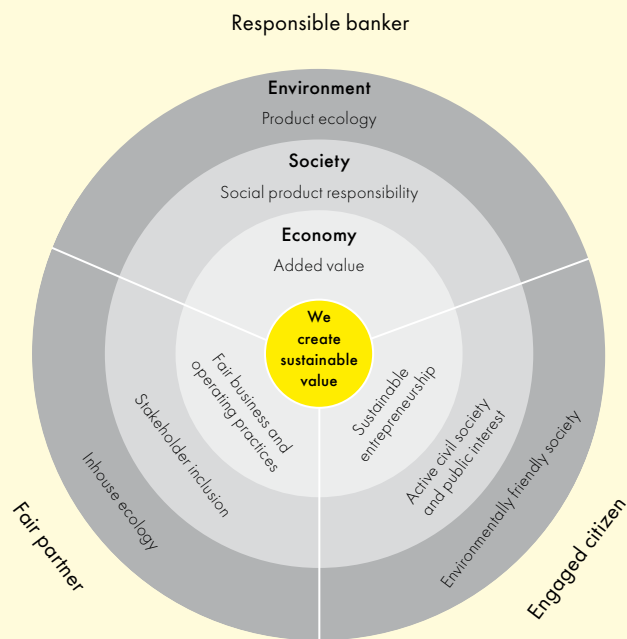 Responsible banker
Environment
Product ecology
Society
Social product responsibility
Economy
Added value
We
create
sustainable
value
Fair business and
operating practices
Stakeholder inclusion
Inhouse ecology
Fair partner
Sustainable
entrepreneurship
Active civil society
and public interest
Environmentally friendly society
Engaged citizen